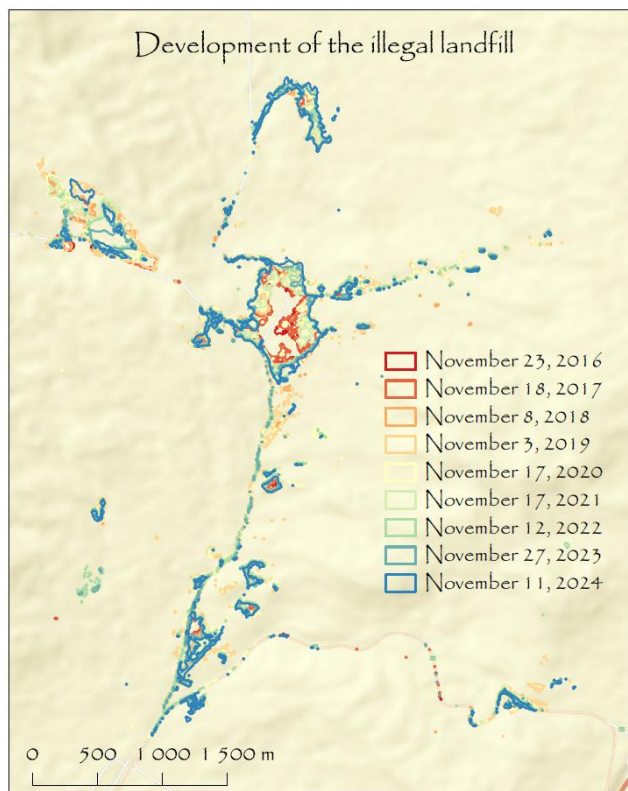 Development of the illegal landfill
November 23, 2016
November 18, 2017
November 8, 2018
November 3, 2019
November 17, 2020
November 17, 2021
November 12, 2022
November 27, 2023
November 11, 2024
0 500 1 000 1 500 m